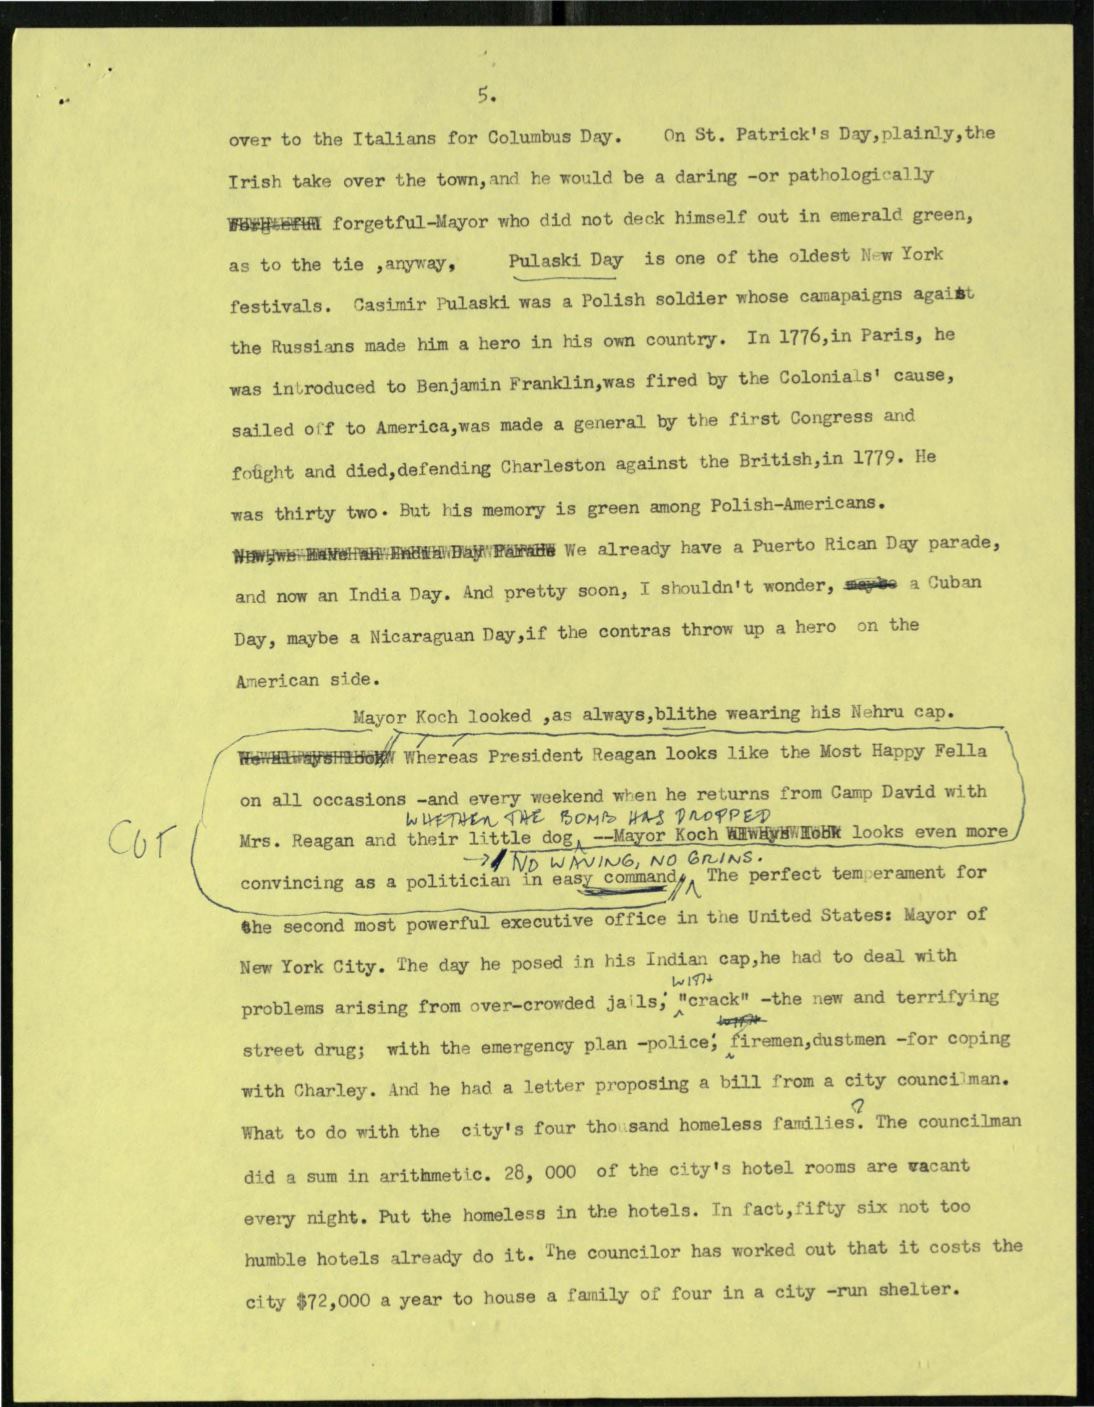 5.
over to the Italians for Columbus Day. On St. Patrick's Day,plainly,the
Irish take over the town,and he would be a daring -or pathologically
forgetful-Mayor who did not deck himself out in emerald green,
as to the tie ,anyway, Pulaski Day is one of the oldest New York
festivals. Casimir Pulaski was a Polish soldier whose camapaigns agaist
the Russians made him a hero in his own country. In 1776,in Paris, he
was introduced to Benjamin Franklin,was fired by the Colonials' cause,
sailed off to America,was made a general by the first Congress and
fought and died,defending Charleston against the British,in 1779. He
was thirty two. But his memory is green among Polish-Americans.
Now,we Have an India Day Parade We already have a Puerto Rican Day parade,
and now an India Day. And pretty soon, I shouldn't wonder, maybe a Cuban
Day, maybe a Nicaraguan Day,if the contras throw up a hero on the
American side.
Mayor Koch looked ,as always,blithe wearing his Nehru cap.
Whereas President Reagan looks like the Most Happy Fella
on all occasions -and every weekend when he returns from Camp David with
WHETHER THE BOMB HAS DROPPED
CUT
Mrs. Reagan and their little dog, --Mayor Koch always look looks even more
NO WAVING, NO GRINS.
convincing as a politician in easy command. The perfect temperament for
the second most powerful executive office in the United States: Mayor of
New York City. The day he posed in his Indian cap,he had to deal with
WITH
problems arising from over-crowded jails; "crack" -the new and terrifying
WITH
street drug; with the emergency plan -police; firemen,dustmen -for coping
with Charley. And he had a letter proposing a bill from a city councilman.
?
What to do with the city's four thousand homeless families. The councilman
did a sum in arithmetic. 28, 000 of the city's hotel rooms are vacant
every night. Put the homeless in the hotels. In fact,fifty six not too
humble hotels already do it. The councilor has worked out that it costs the
city $72,000 a year to house a family of four in a city -run shelter.